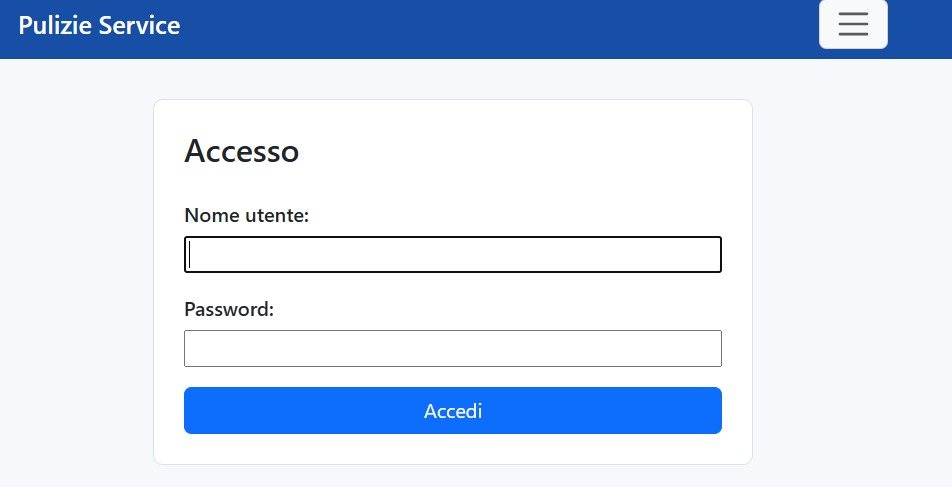 Pulizie Service
Accesso
Nome utente:
Password:
Accedi